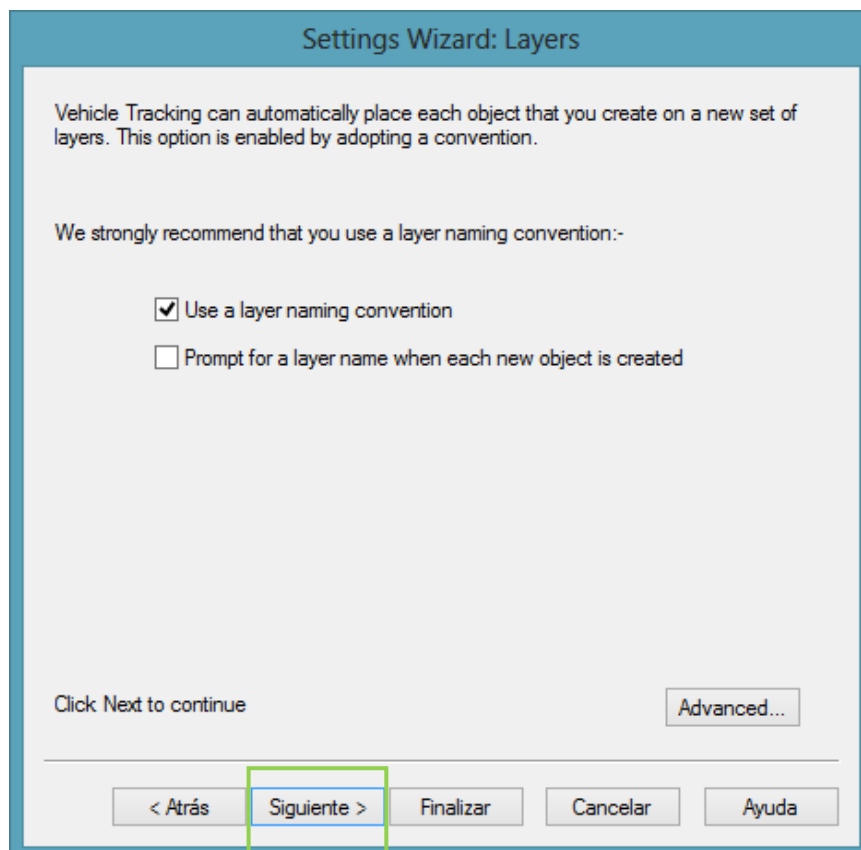 Settings Wizard: Layers
Vehicle Tracking can automatically place each object that you create on a new set of
layers. This option is enabled by adopting a convention.
We strongly recommend that you use a layer naming convention:-
Use a layer naming convention
Prompt for a layer name when each new object is created
Click Next to continue
Advanced...
< Atrás
Siguiente >
Finalizar
Cancelar
Ayuda